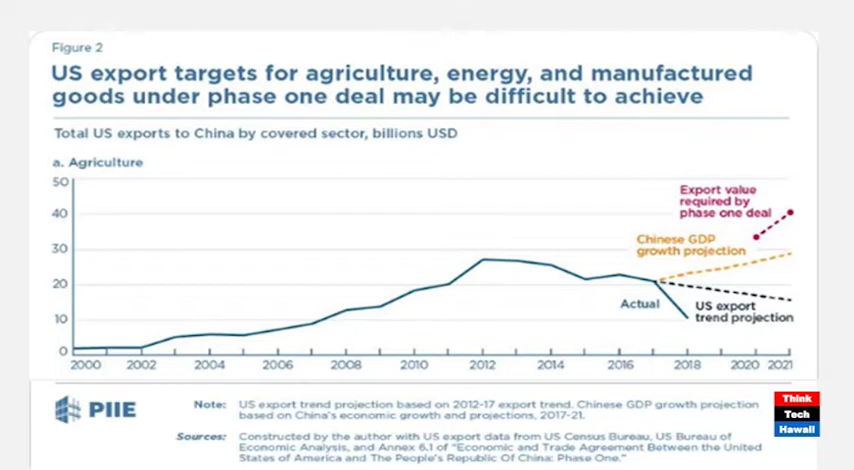 Figure 2
US export targets for agriculture, energy, and manufactured
goods under phase one deal may be difficult to achieve
Total US exports to China by covered sector, billions USD
a. Agriculture
50
40
30
20
10
0
Export value
required by
phase one deal
Chinese GDP
growth projection
Actual
US export
trend projection
2000 2002 2004 2006 2008 2010 2012 2014 2016 2018 2020 2021
PIIE
Note: US export trend projection based on 2012-17 export trend. Chinese GDP growth projection
based on China's economic growth and projections, 2017-21.
Sources: Constructed by the author with US export data from US Census Bureau, US Bureau of
Economic Analysis, and Annex 6.1 of "Economic and Trade Agreement Between the United
States of America and The People's Republic Of China: Phase One."
Think
Tech
Hawaii